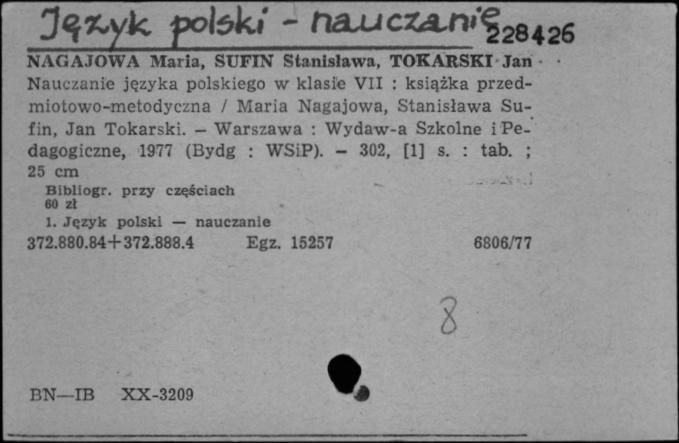 Język polski - nauczanie
228426
NAGAJOWA Maria, SUFIN Stanisława, TOKARSKI Jan
Nauczanie języka polskiego w klasie VII : książka przed-
miotowo-metodyczna / Maria Nagajowa, Stanisława Su-
fin, Jan Tokarski. — Warszawa : Wydaw-a Szkolne i Pe-
dagogiczne, 1977 (Bydg : WSiP). — 302, [1] s. : tab. ;
25 cm
Bibliogr. przy częściach
60 zł
1. Język polski — nauczanie
372.880.84+372.888.4 Egz. 15257 6806/77
8
BN—IB XX-3209